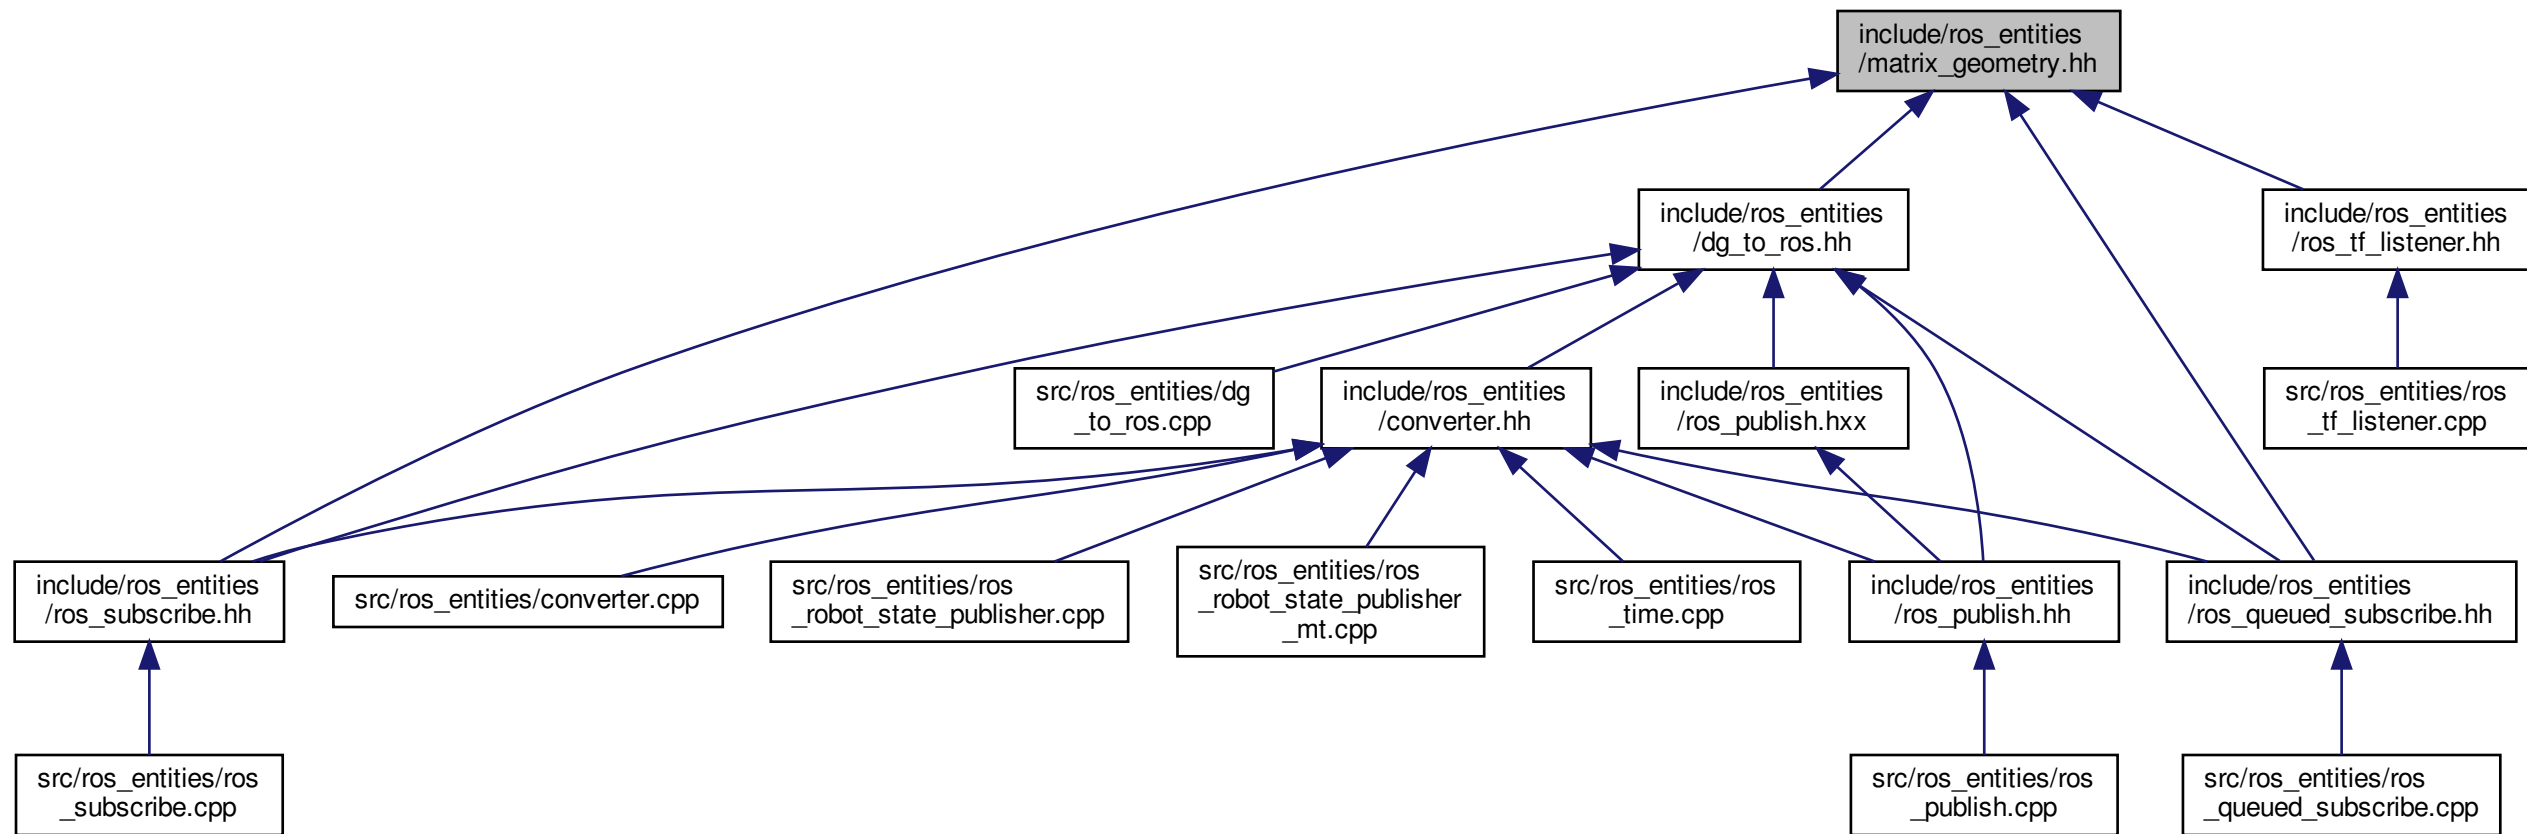 include/ros_entities
/matrix_geometry.hh
include/ros_entities
/dg_to_ros.hh
include/ros_entities
/ros_tf_listener.hh
src/ros_entities/dg
_to_ros.cpp
include/ros_entities
/converter.hh
include/ros_entities
/ros_publish.hxx
src/ros_entities/ros
_tf_listener.cpp
include/ros_entities
/ros_subscribe.hh
src/ros_entities/converter.cpp
src/ros_entities/ros
_robot_state_publisher.cpp
src/ros_entities/ros
_robot_state_publisher
_mt.cpp
src/ros_entities/ros
_time.cpp
include/ros_entities
/ros_publish.hh
include/ros_entities
/ros_queued_subscribe.hh
src/ros_entities/ros
_subscribe.cpp
src/ros_entities/ros
_publish.cpp
src/ros_entities/ros
_queued_subscribe.cpp